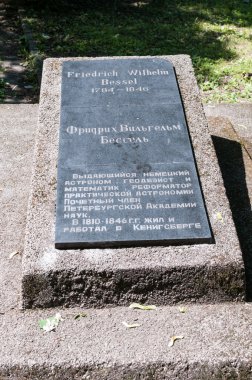 Friedrich Wilhelm
Bessel
1784 - 1846
Фридрих Вильгельм
Бессель
Выдающийся немецкий
астроном, геодезист и
математик, реформатор
практической астрономии
Почетный член
Петербургской Академии
наук.
В 1810-1846 г.г. жил и
работал в Кенигсберге